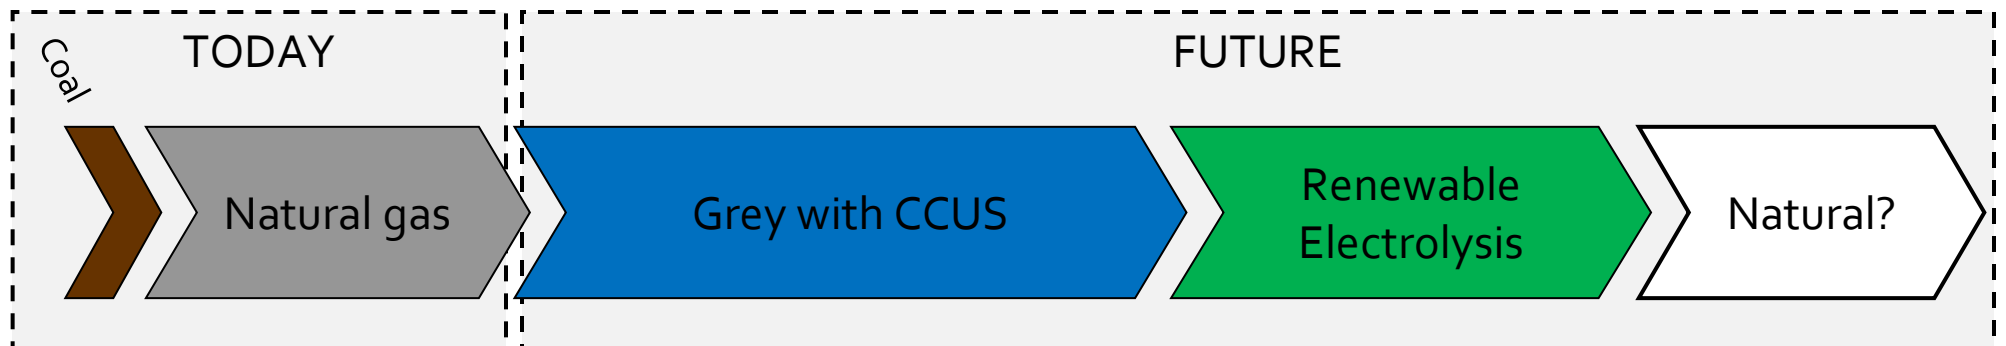 Coal
TODAY
FUTURE
Natural gas
Grey with CCUS
Renewable
Electrolysis
Natural?